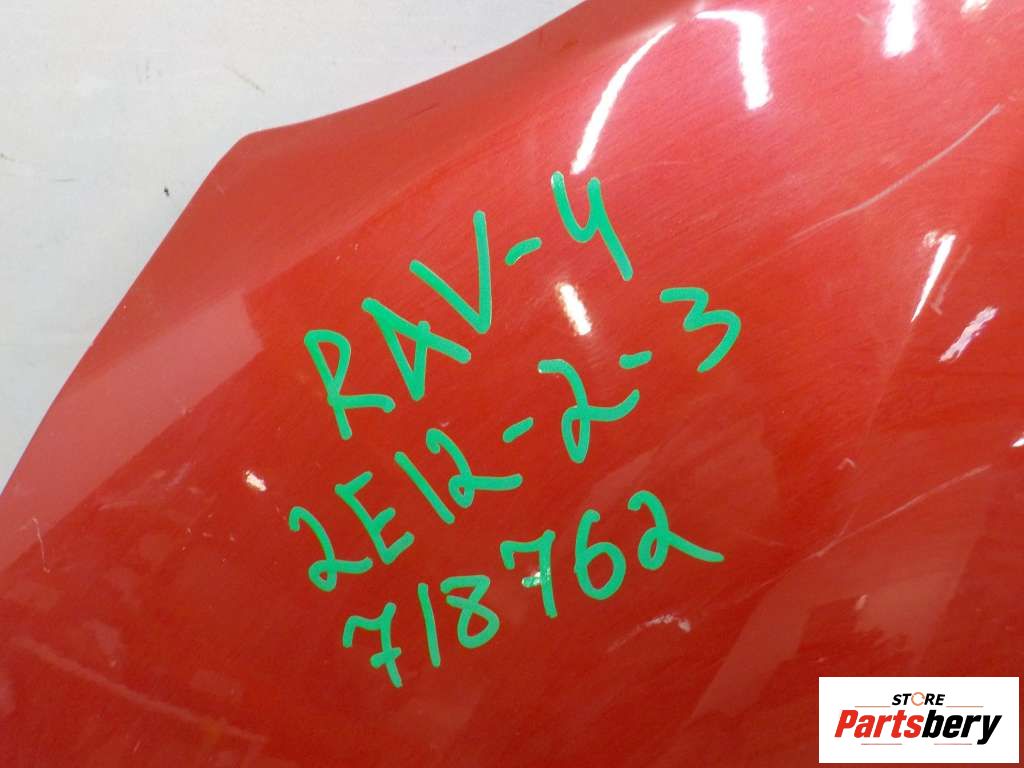 RAV-4
2E12-2-3
718762
STORE
Partsbery